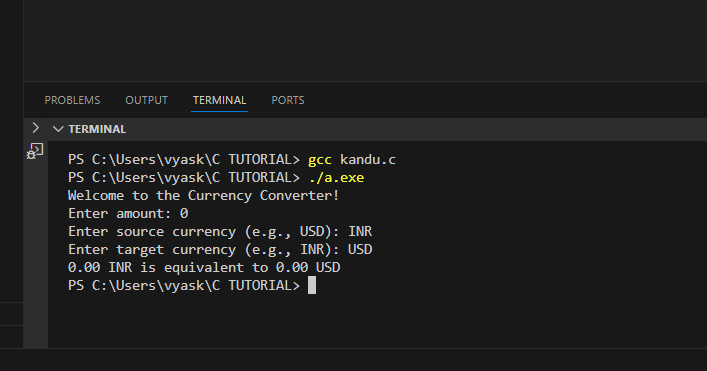 PROBLEMS OUTPUT TERMINAL PORTS
TERMINAL
PS C:\Users\vyask\C TUTORIAL> gcc kandu.c
PS C:\Users\vyask\C TUTORIAL> ./a.exe
Welcome to the Currency Converter!
Enter amount: 0
Enter source currency (e.g., USD): INR
Enter target currency (e.g., INR): USD
0.00 INR is equivalent to 0.00 USD
PS C:\Users\vyask\C TUTORIAL>